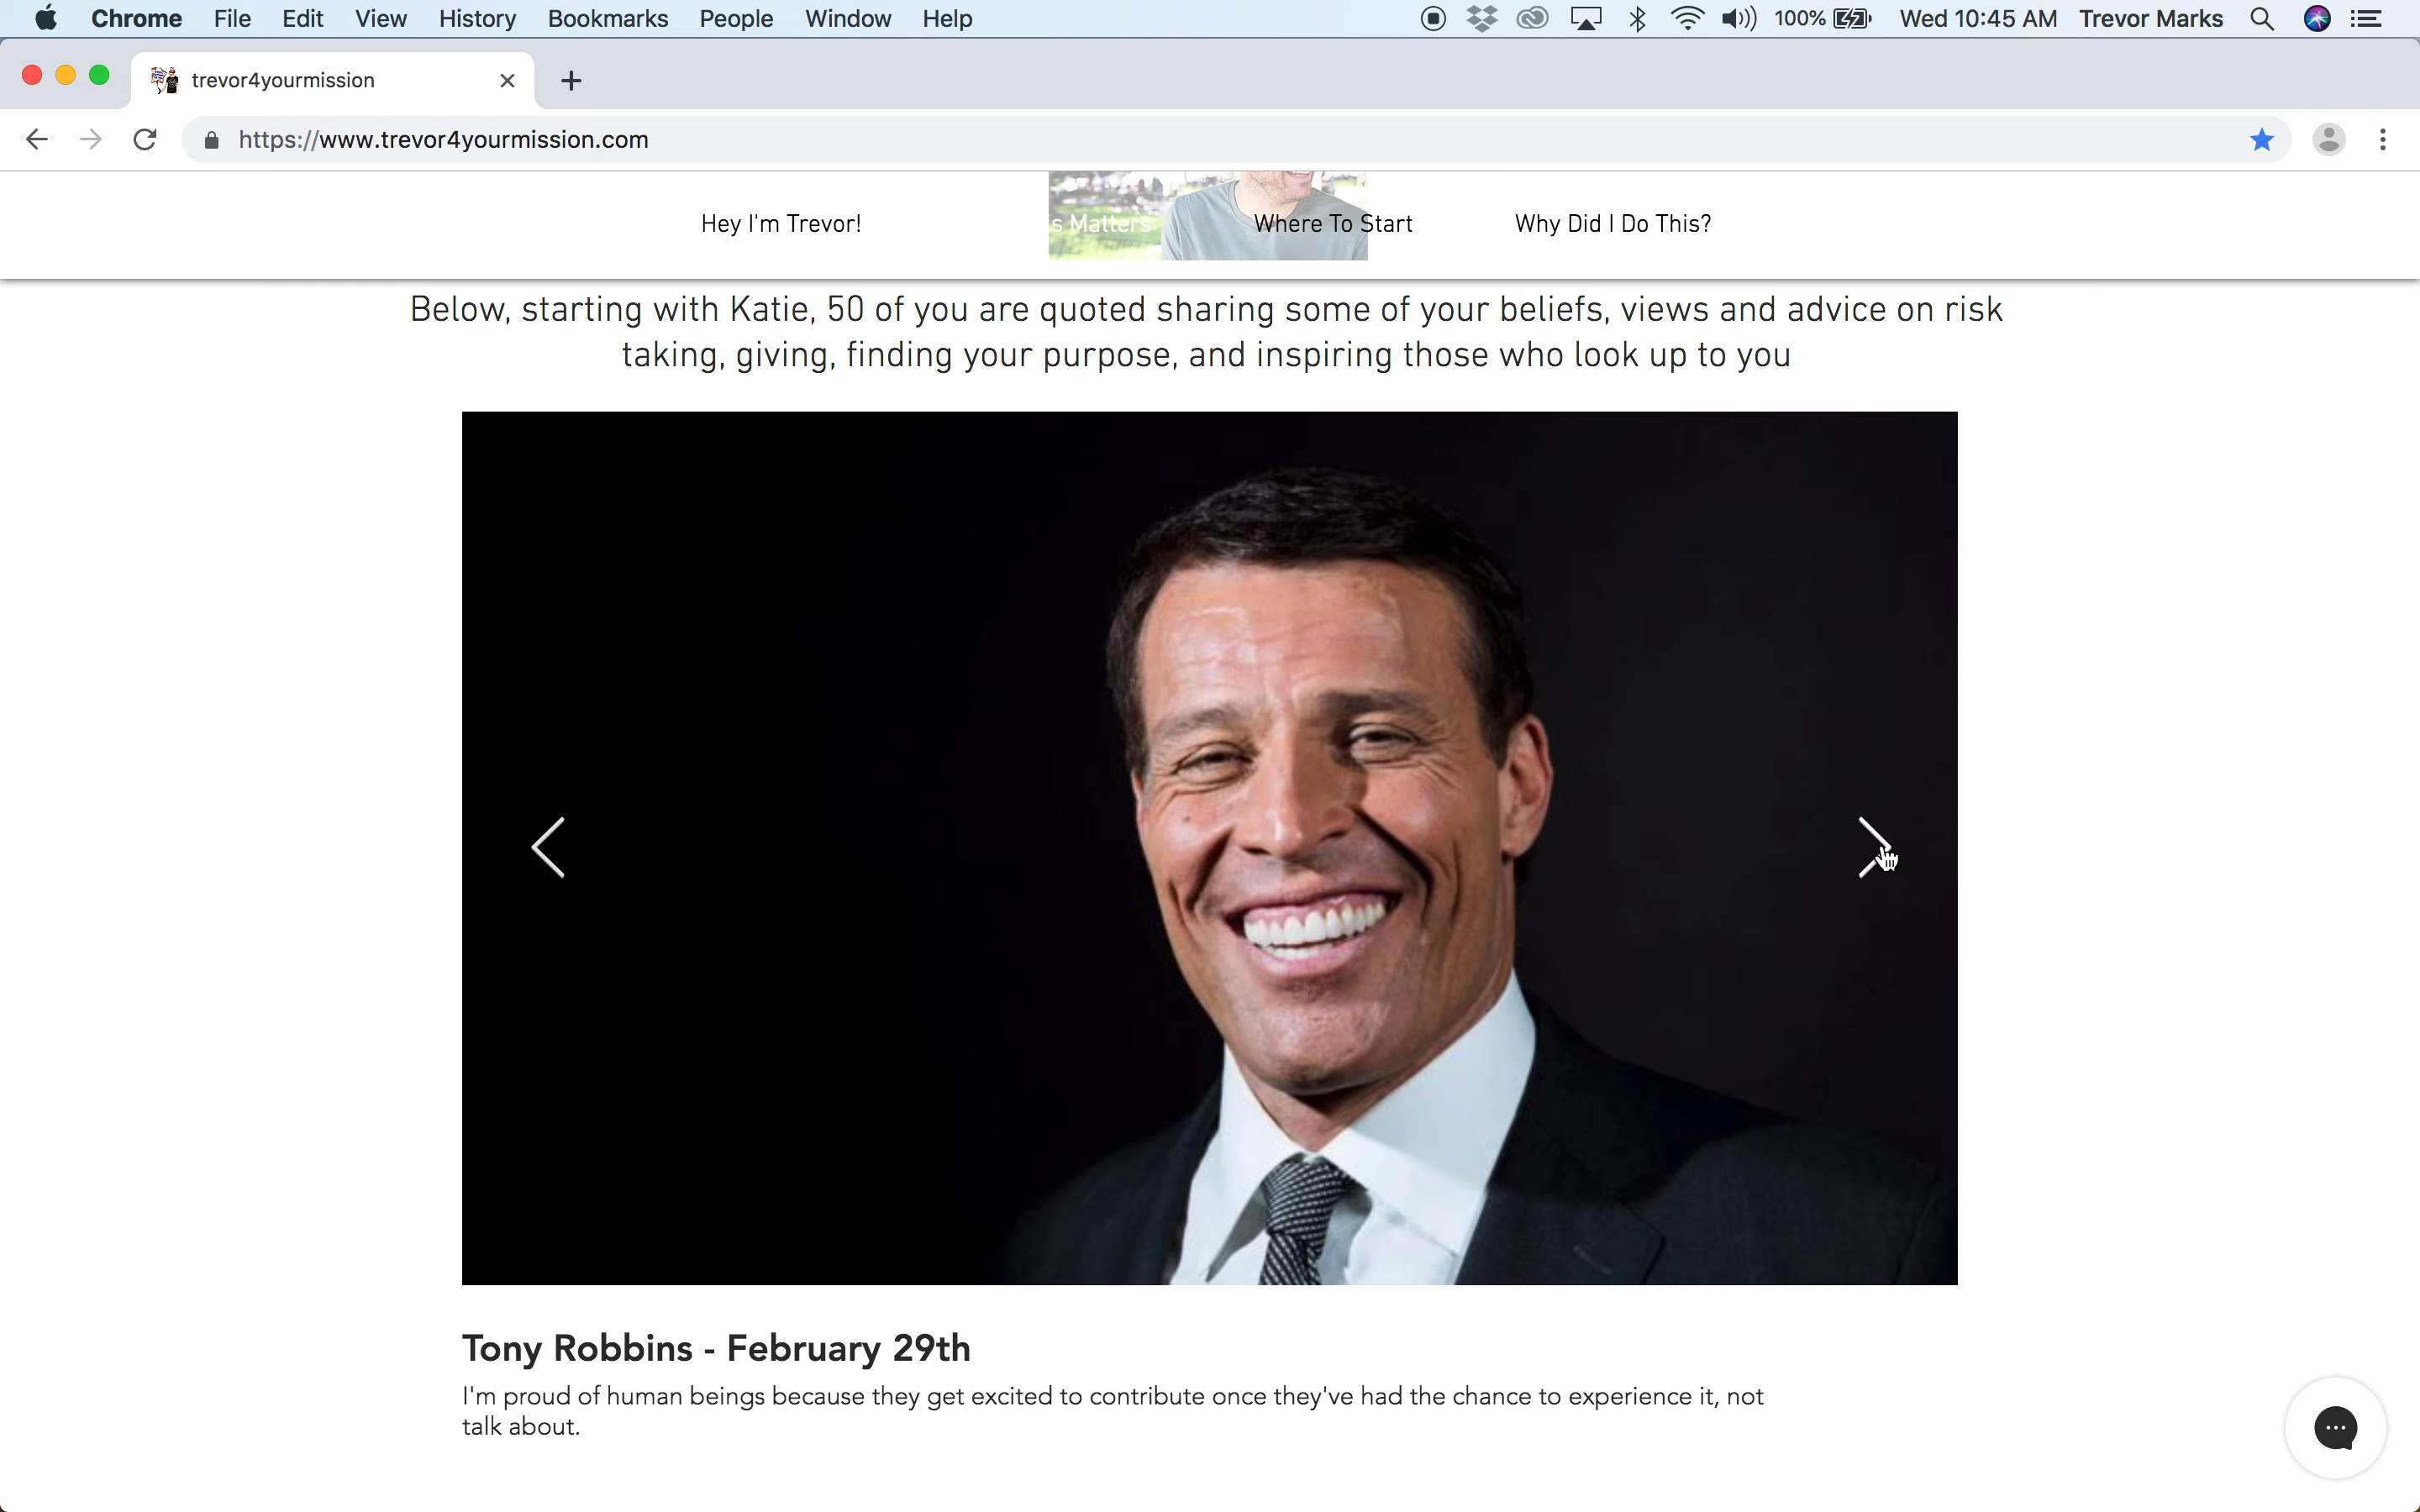 Chrome File Edit View History Bookmarks People Window Help 100% Wed 10:45 AM Trevor Marks
trevor4yourmission
https://www.trevor4yourmission.com
Hey I'm Trevor! s Matters Where To Start Why Did I Do This?
Below, starting with Katie, 50 of you are quoted sharing some of your beliefs, views and advice on risk
taking, giving, finding your purpose, and inspiring those who look up to you
Tony Robbins - February 29th
I'm proud of human beings because they get excited to contribute once they've had the chance to experience it, not
talk about.